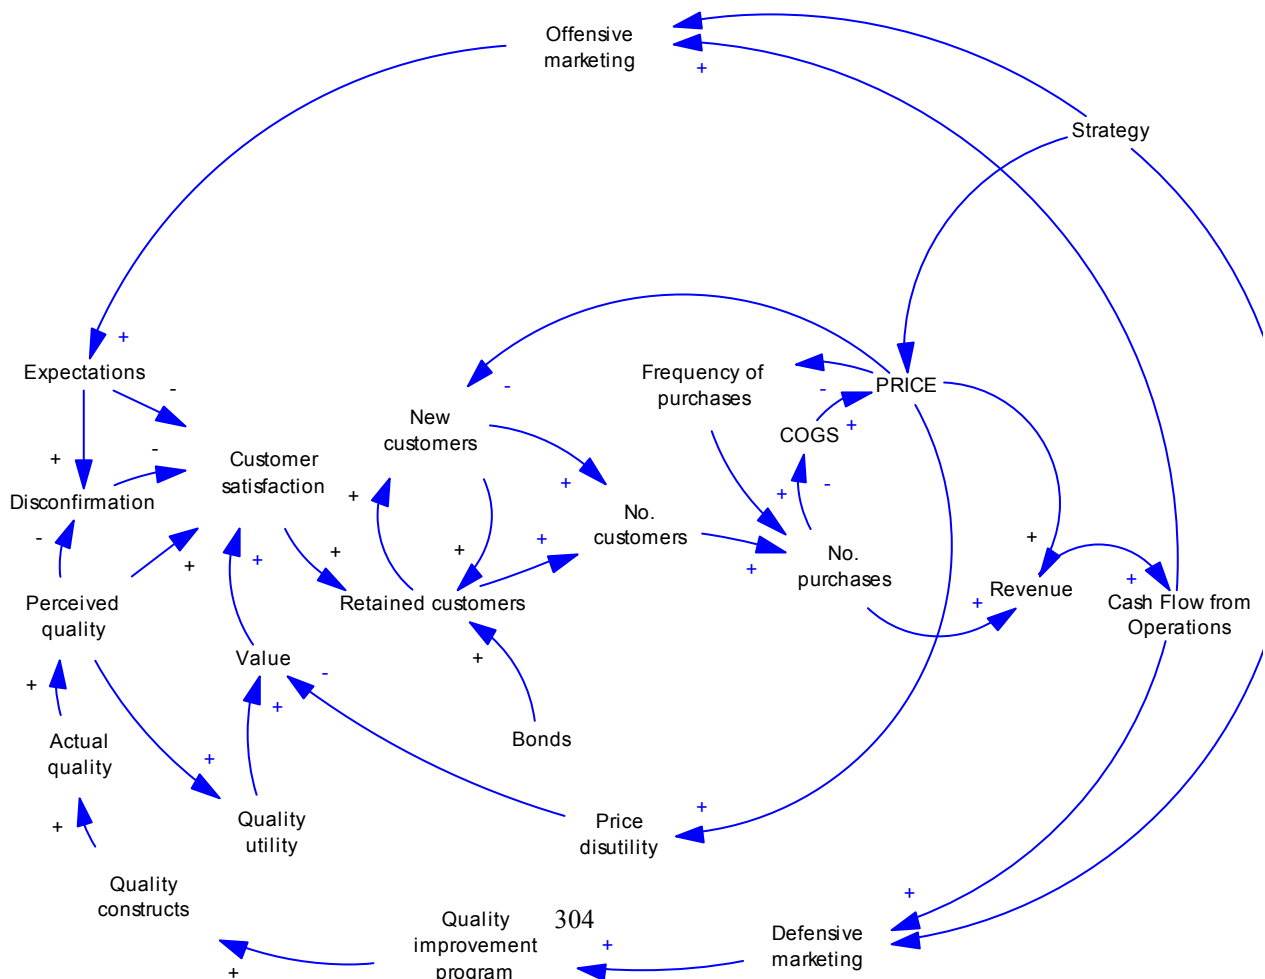 Offensive
marketing
+
Strategy
+
Expectations
-
Frequency of
purchases
PRICE
-
-
+
New
customers
COGS
+
-
Customer
satisfaction
Disconfirmation
+
+
-
+
No.
customers
-
+
+
+
+
+
+
No.
purchases
+
Revenue
+
+
Cash Flow from
Operations
Perceived
quality
Retained customers
Value
-
+
+
+
Bonds
Actual
quality
+
+
Quality
utility
+
Price
disutility
Quality
constructs
+
304
Quality
improvement
program
+
Defensive
marketing
+